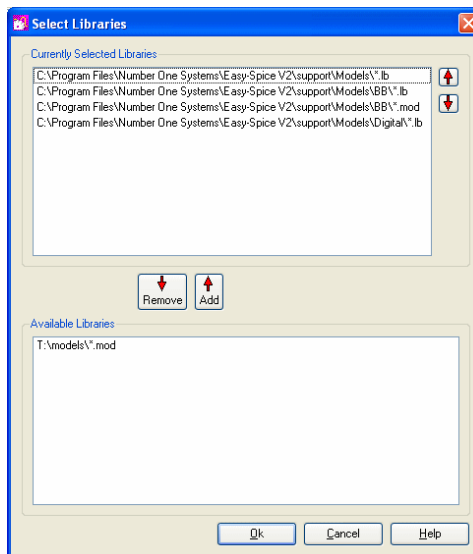 Select Libraries
Currently Selected Libraries
C:\Program Files\Number One Systems\Easy-Spice V2\support\Models\*.lb
C:\Program Files\Number One Systems\Easy-Spice V2\support\Models\BB\*.lb
C:\Program Files\Number One Systems\Easy-Spice V2\support\Models\BB\*.mod
C:\Program Files\Number One Systems\Easy-Spice V2\support\Models\Digital\*.lb
Remove Add
Available Libraries
T:\models\*.mod
Ok Cancel Help